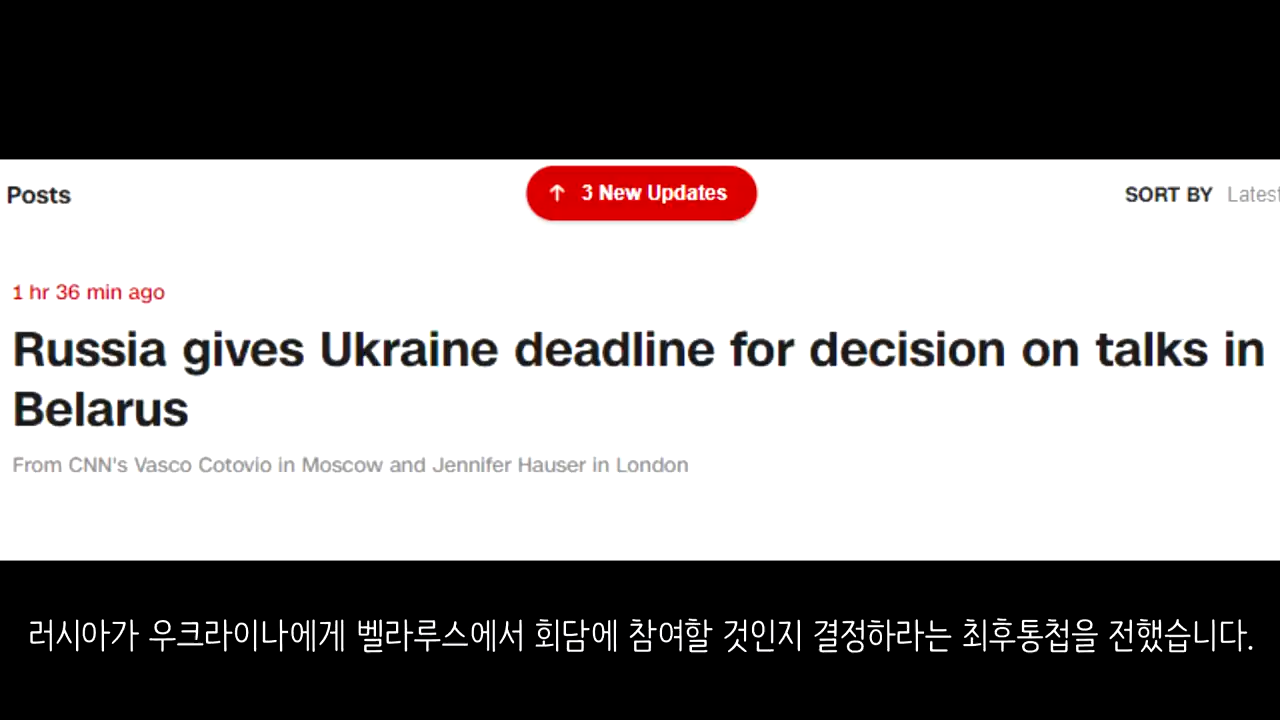 Posts
↑ 3 New Updates
SORT BY Latest
1 hr 36 min ago
Russia gives Ukraine deadline for decision on talks in
Belarus
From CNN's Vasco Cotovio in Moscow and Jennifer Hauser in London
러시아가 우크라이나에게 벨라루스에서 회담에 참여할 것인지 결정하라는 최후통첩을 전했습니다.